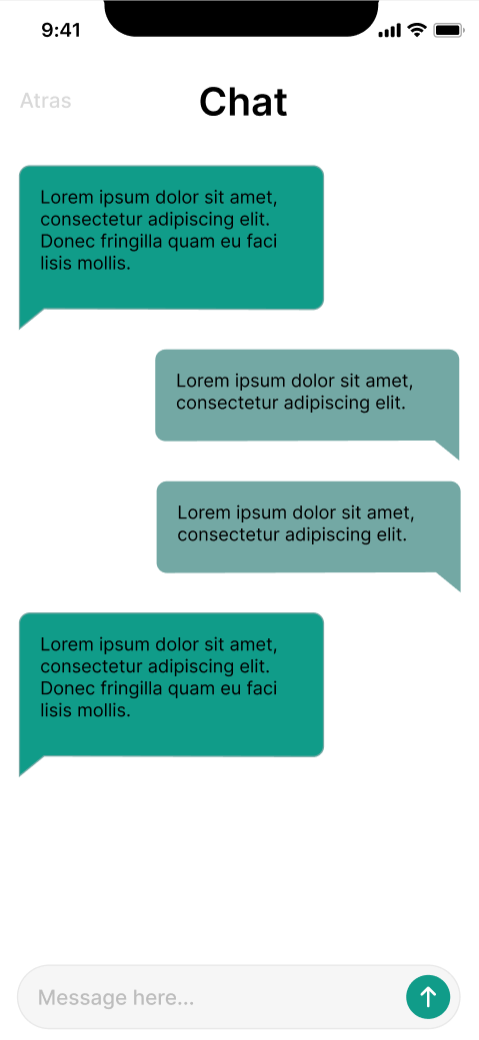 9:41
Atras
Chat
Lorem ipsum dolor sit amet,
consectetur adipiscing elit.
Donec fringilla quam eu faci
lisis mollis.
Lorem ipsum dolor sit amet,
consectetur adipiscing elit.
Lorem ipsum dolor sit amet,
consectetur adipiscing elit.
Lorem ipsum dolor sit amet,
consectetur adipiscing elit.
Donec fringilla quam eu faci
lisis mollis.
Message here...